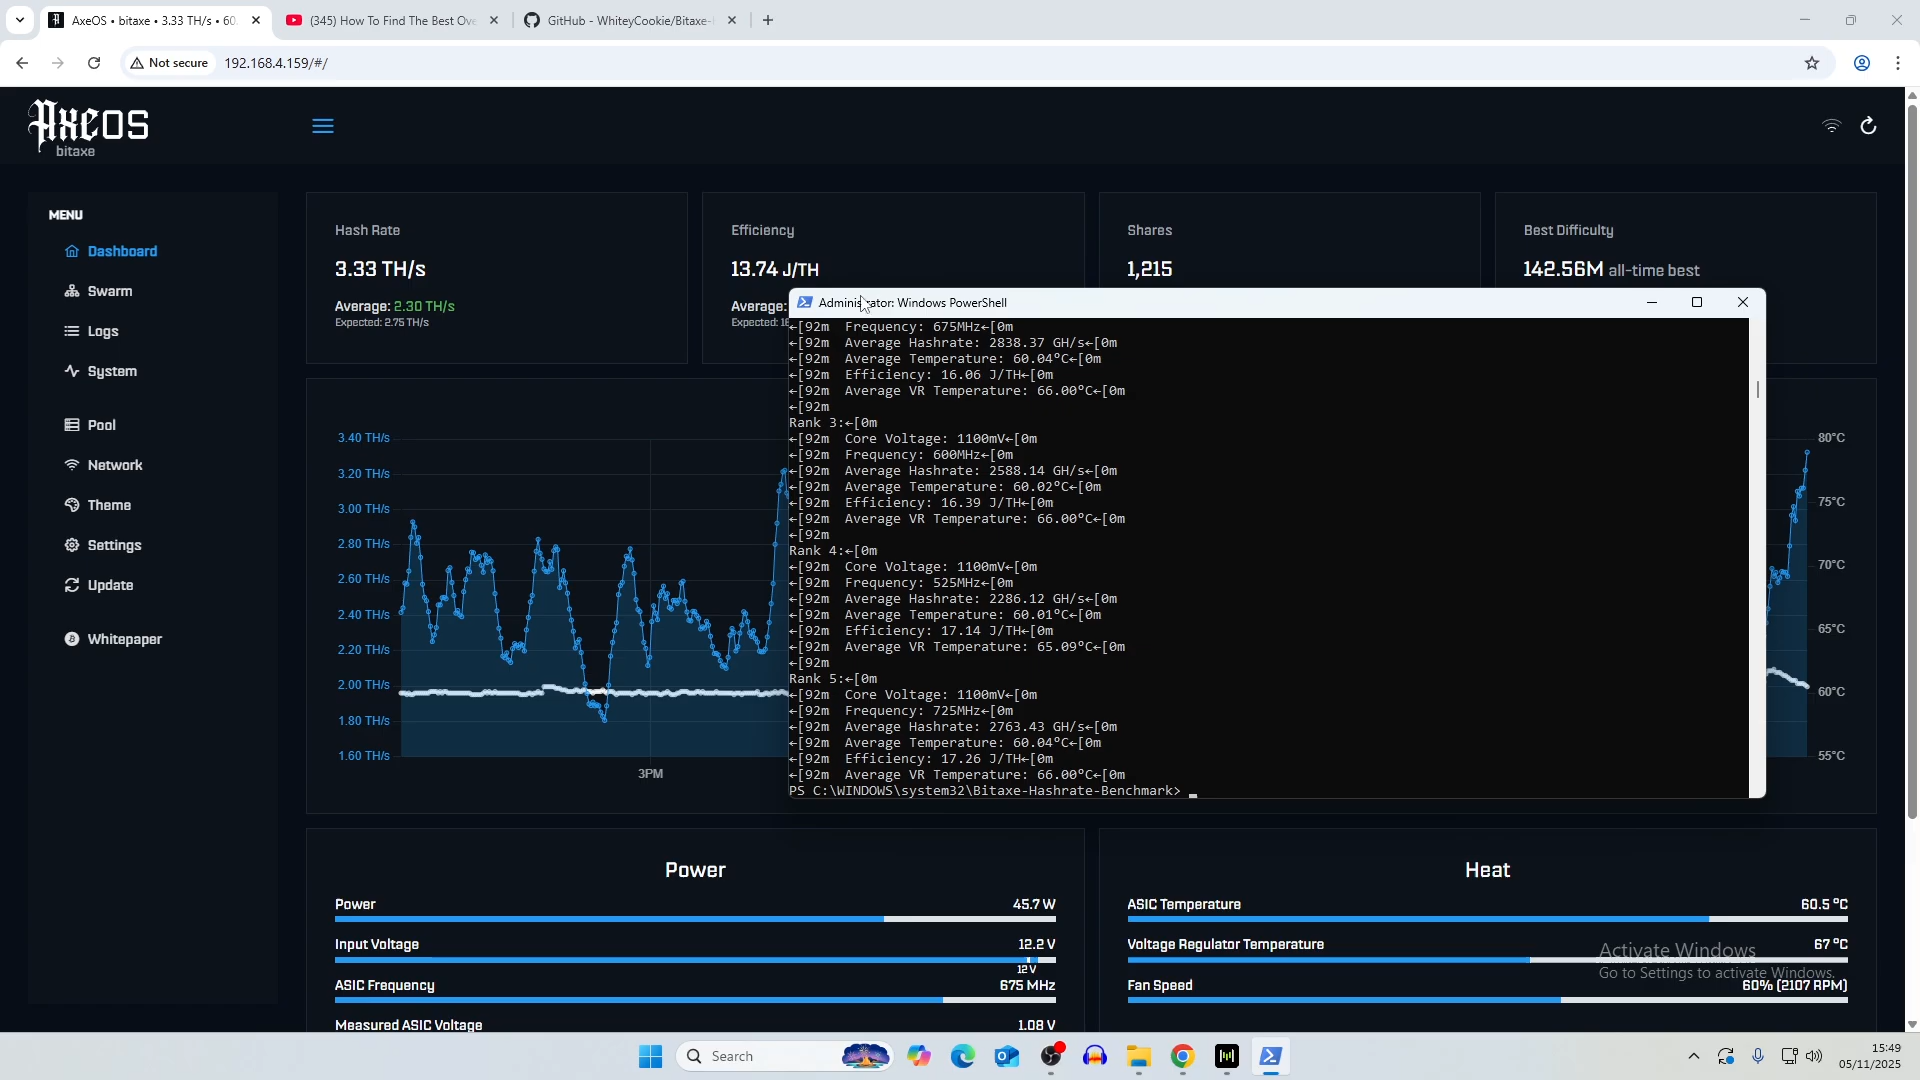 AxeOS • bitaxe • 3.33 TH/s • 60.
(345) How To Find The Best Ove
GitHub - WhiteyCookie/Bitaxe-
Not secure
192.168.4.159/#/
AxeOS
bitaxe
MENU
Dashboard
Swarm
Logs
System
Pool
Network
Theme
Settings
Update
Whitepaper
Hash Rate
3.33 TH/s
Average: 2.30 TH/s
Expected: 2.75 TH/s
Efficiency
13.74 J/TH
Average:
Expected: 16
Shares
1,215
Best Difficulty
142.56M all-time best
3.40 TH/s
3.20 TH/s
3.00 TH/s
2.80 TH/s
2.60 TH/s
2.40 TH/s
2.20 TH/s
2.00 TH/s
1.80 TH/s
1.60 TH/s
3PM
80°C
75°C
70°C
65°C
60°C
55°C
Administrator: Windows PowerShell
←[92m  Frequency: 675MHz←[0m
←[92m  Average Hashrate: 2838.37 GH/s←[0m
←[92m  Average Temperature: 60.04°C←[0m
←[92m  Efficiency: 16.06 J/TH←[0m
←[92m  Average VR Temperature: 66.00°C←[0m
←[92m
Rank 3:←[0m
←[92m  Core Voltage: 1100mV←[0m
←[92m  Frequency: 600MHz←[0m
←[92m  Average Hashrate: 2588.14 GH/s←[0m
←[92m  Average Temperature: 60.02°C←[0m
←[92m  Efficiency: 16.39 J/TH←[0m
←[92m  Average VR Temperature: 66.00°C←[0m
←[92m
Rank 4:←[0m
←[92m  Core Voltage: 1100mV←[0m
←[92m  Frequency: 525MHz←[0m
←[92m  Average Hashrate: 2286.12 GH/s←[0m
←[92m  Average Temperature: 60.01°C←[0m
←[92m  Efficiency: 17.14 J/TH←[0m
←[92m  Average VR Temperature: 65.09°C←[0m
←[92m
Rank 5:←[0m
←[92m  Core Voltage: 1100mV←[0m
←[92m  Frequency: 725MHz←[0m
←[92m  Average Hashrate: 2763.43 GH/s←[0m
←[92m  Average Temperature: 60.04°C←[0m
←[92m  Efficiency: 17.26 J/TH←[0m
←[92m  Average VR Temperature: 66.00°C←[0m
PS C:\WINDOWS\system32\Bitaxe-Hashrate-Benchmark>
Power
Power 45.7 W
Input Voltage 12.2 V
12 V
ASIC Frequency 675 MHz
Measured ASIC Voltage 1.08 V
Heat
ASIC Temperature 60.5 °C
Voltage Regulator Temperature 67 °C
Fan Speed 60% (2107 RPM)
Activate Windows
Go to Settings to activate Windows.
Search
15:49
05/11/2025